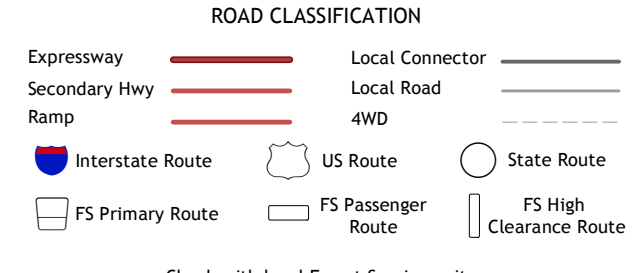 ROAD CLASSIFICATION
Expressway
Local Connector
Secondary Hwy
Local Road
Ramp
4WD
Interstate Route
US Route
State Route
FS Primary Route
FS Passenger
Route
FS High
Clearance Route